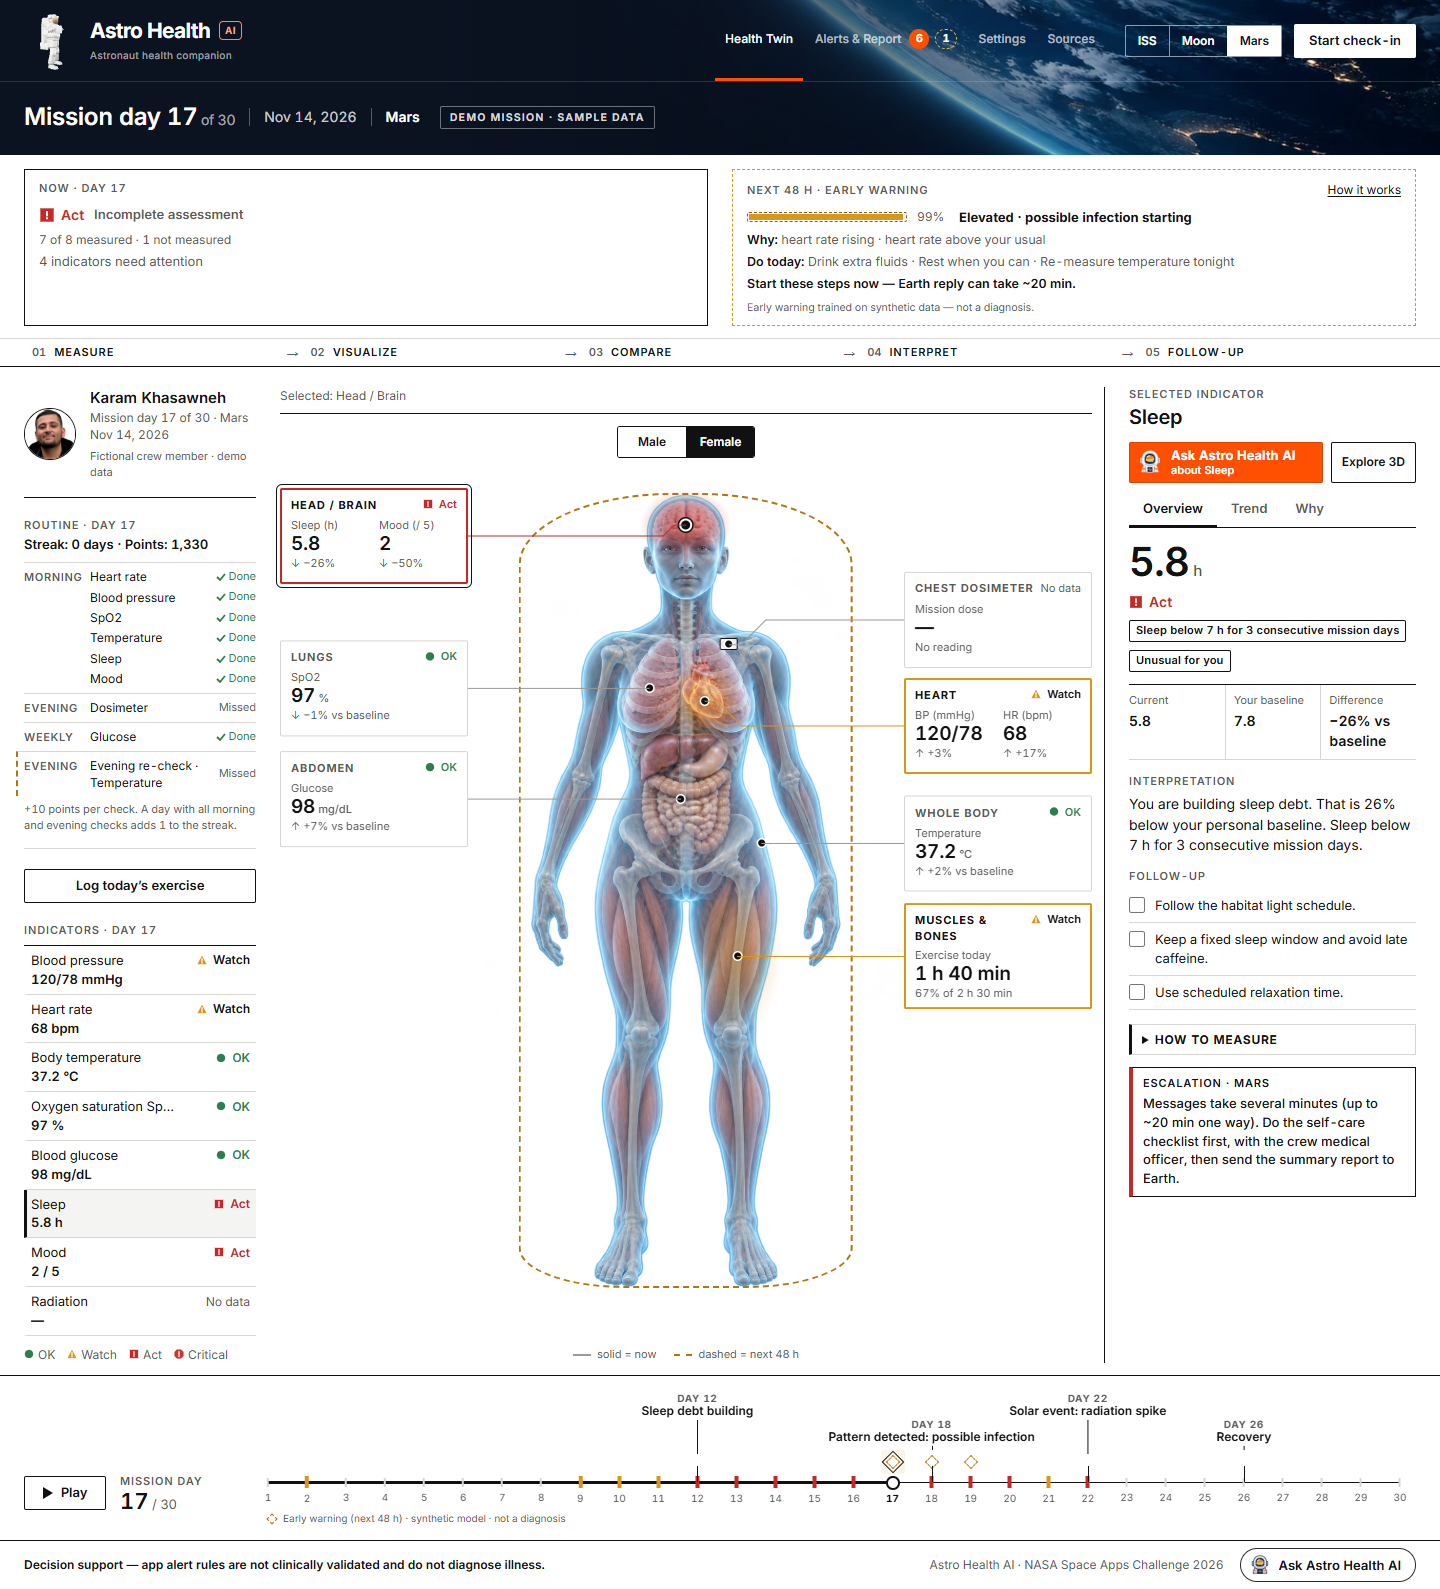 Astro Health AI
Astronaut health companion
Health Twin
Alerts & Report 6 1
Settings
Sources
ISS Moon Mars
Start check-in
Mission day 17 of 30
Nov 14, 2026
Mars
DEMO MISSION · SAMPLE DATA
NOW · DAY 17
Act Incomplete assessment
7 of 8 measured · 1 not measured
4 indicators need attention
NEXT 48 H · EARLY WARNING
How it works
99% Elevated · possible infection starting
Why: heart rate rising · heart rate above your usual
Do today: Drink extra fluids · Rest when you can · Re-measure temperature tonight
Start these steps now — Earth reply can take ~20 min.
Early warning trained on synthetic data — not a diagnosis.
01 MEASURE
→ 02 VISUALIZE
→ 03 COMPARE
→ 04 INTERPRET
→ 05 FOLLOW-UP
Karam Khasawneh
Mission day 17 of 30 · Mars
Nov 14, 2026
Fictional crew member · demo
data
ROUTINE · DAY 17
Streak: 0 days · Points: 1,330
MORNING Heart rate Done
Blood pressure Done
SpO2 Done
Temperature Done
Sleep Done
Mood Done
EVENING Dosimeter Missed
WEEKLY Glucose Done
EVENING Evening re-check ·
Temperature Missed
+10 points per check. A day with all morning
and evening checks adds 1 to the streak.
Log today's exercise
INDICATORS · DAY 17
Blood pressure Watch
120/78 mmHg
Heart rate Watch
68 bpm
Body temperature OK
37.2 °C
Oxygen saturation Sp... OK
97 %
Blood glucose OK
98 mg/dL
Sleep Act
5.8 h
Mood Act
2 / 5
Radiation No data
—
OK Watch Act Critical
Selected: Head / Brain
Male Female
HEAD / BRAIN Act
Sleep (h) Mood (/ 5)
5.8 2
↓ −26% ↓ −50%
LUNGS OK
SpO2
97 %
↓ −1% vs baseline
ABDOMEN OK
Glucose
98 mg/dL
↑ +7% vs baseline
CHEST DOSIMETER No data
Mission dose
—
No reading
HEART Watch
BP (mmHg) HR (bpm)
120/78 68
↑ +3% ↑ +17%
WHOLE BODY OK
Temperature
37.2 °C
↑ +2% vs baseline
MUSCLES &
BONES Watch
Exercise today
1 h 40 min
67% of 2 h 30 min
solid = now dashed = next 48 h
SELECTED INDICATOR
Sleep
Ask Astro Health AI
about Sleep
Explore 3D
Overview Trend Why
5.8 h
Act
Sleep below 7 h for 3 consecutive mission days
Unusual for you
Current Your baseline Difference
5.8 7.8 −26% vs
baseline
INTERPRETATION
You are building sleep debt. That is 26%
below your personal baseline. Sleep below
7 h for 3 consecutive mission days.
FOLLOW-UP
Follow the habitat light schedule.
Keep a fixed sleep window and avoid late
caffeine.
Use scheduled relaxation time.
HOW TO MEASURE
ESCALATION · MARS
Messages take several minutes (up to
~20 min one way). Do the self-care
checklist first, with the crew medical
officer, then send the summary report to
Earth.
DAY 12
Sleep debt building
DAY 22
Solar event: radiation spike
DAY 18
Pattern detected: possible infection
DAY 26
Recovery
Play
MISSION DAY
17 / 30
1 2 3 4 5 6 7 8 9 10 11 12 13 14 15 16 17 18 19 20 21 22 23 24 25 26 27 28 29 30
Early warning (next 48 h) · synthetic model · not a diagnosis
Decision support — app alert rules are not clinically validated and do not diagnose illness.
Astro Health AI · NASA Space Apps Challenge 2026
Ask Astro Health AI